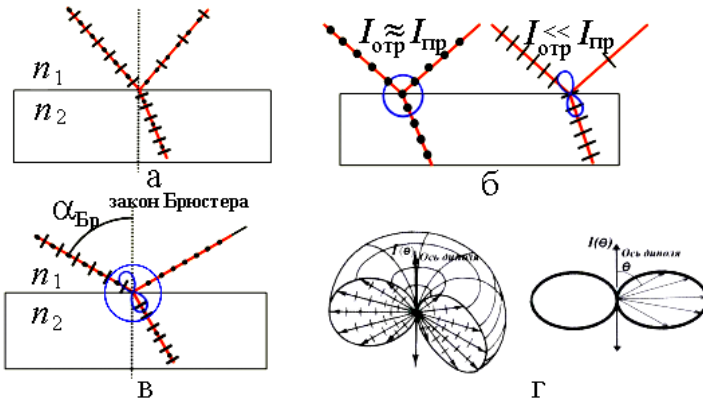 n₁
n₂
а
Iотр ≈ Iпр
Iотр << Iпр
б
закон Брюстера
αБр
n₁
n₂
в
I(θ)
Ось диполя
I(θ)
Ось диполя
θ
г